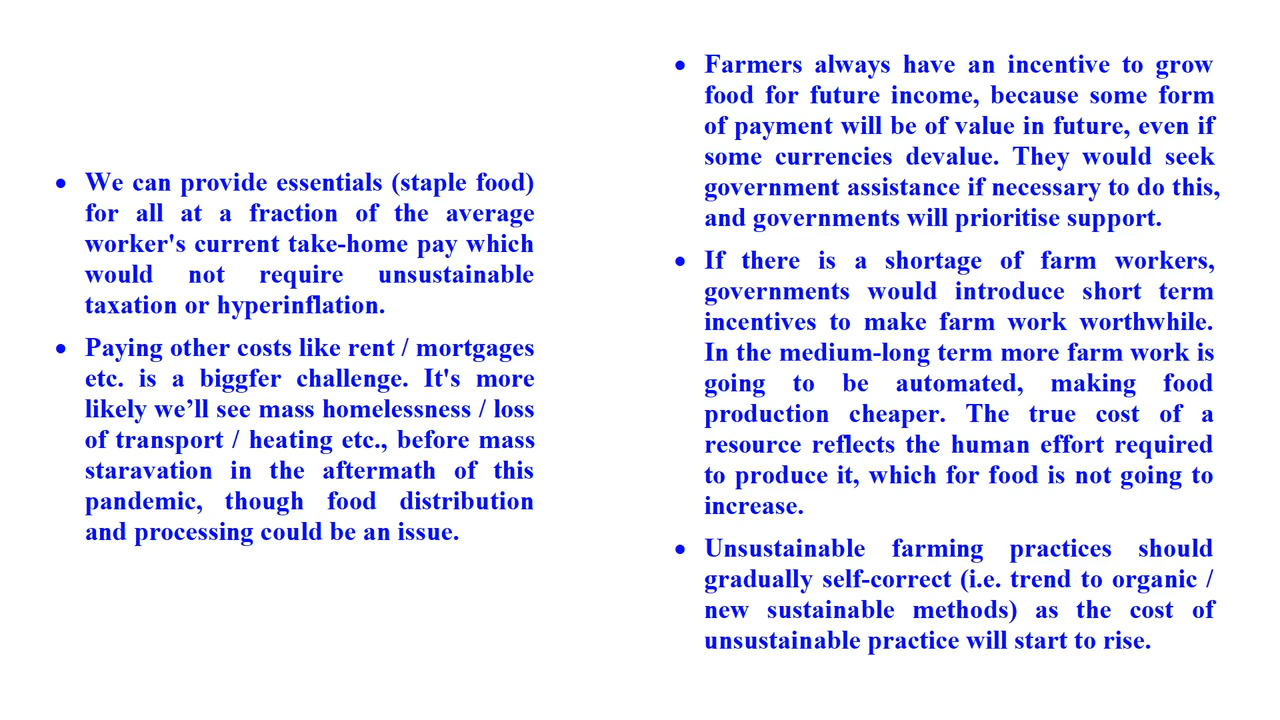 • We can provide essentials (staple food)
for all at a fraction of the average
worker's current take-home pay which
would not require unsustainable
taxation or hyperinflation.
• Paying other costs like rent / mortgages
etc. is a biggfer challenge. It's more
likely we’ll see mass homelessness / loss
of transport / heating etc., before mass
staravation in the aftermath of this
pandemic, though food distribution
and processing could be an issue.
• Farmers always have an incentive to grow
food for future income, because some form
of payment will be of value in future, even if
some currencies devalue. They would seek
government assistance if necessary to do this,
and governments will prioritise support.
• If there is a shortage of farm workers,
governments would introduce short term
incentives to make farm work worthwhile.
In the medium-long term more farm work is
going to be automated, making food
production cheaper. The true cost of a
resource reflects the human effort required
to produce it, which for food is not going to
increase.
• Unsustainable farming practices should
gradually self-correct (i.e. trend to organic /
new sustainable methods) as the cost of
unsustainable practice will start to rise.